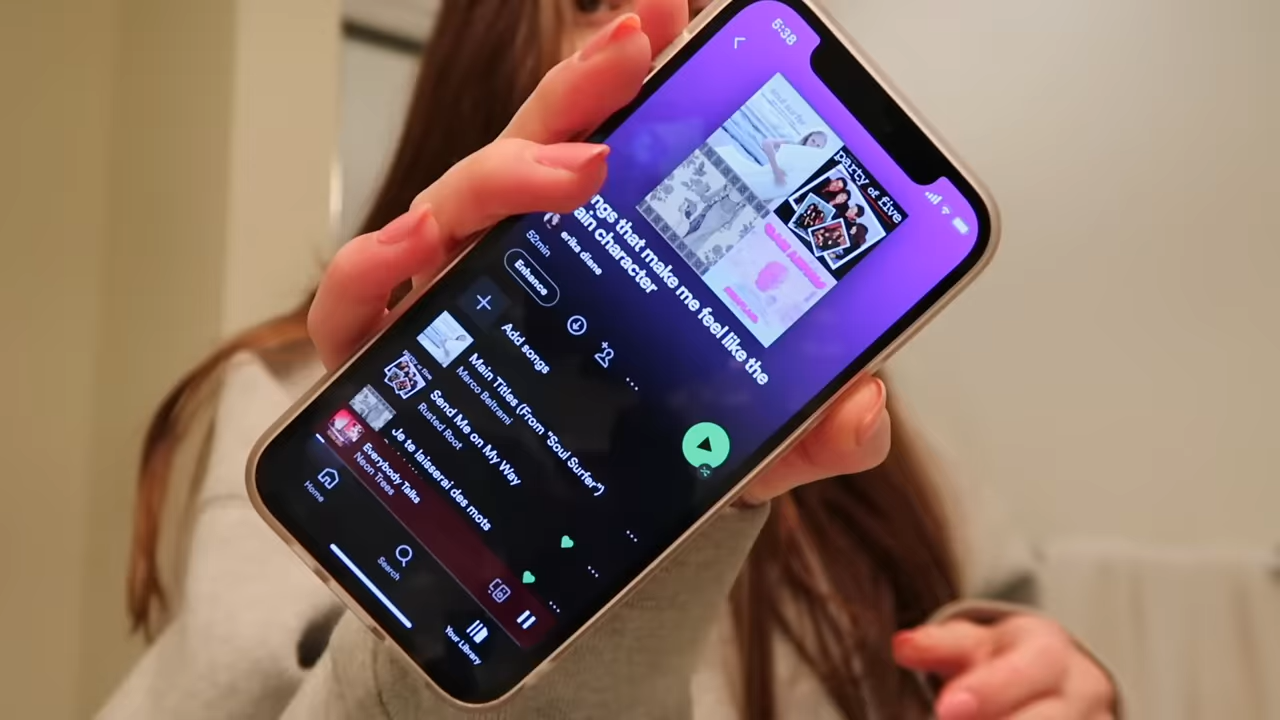 5:38
soul surfer
party of five
ngs that make me feel like the
ain character
erika diane
52min
Enhance
Add songs
Main Titles (From "Soul Surfer")
Marco Beltrami
Send Me on My Way
Rusted Root
Je te laisserai des mots
Everybody Talks
Neon Trees
Home
Search
Your Library